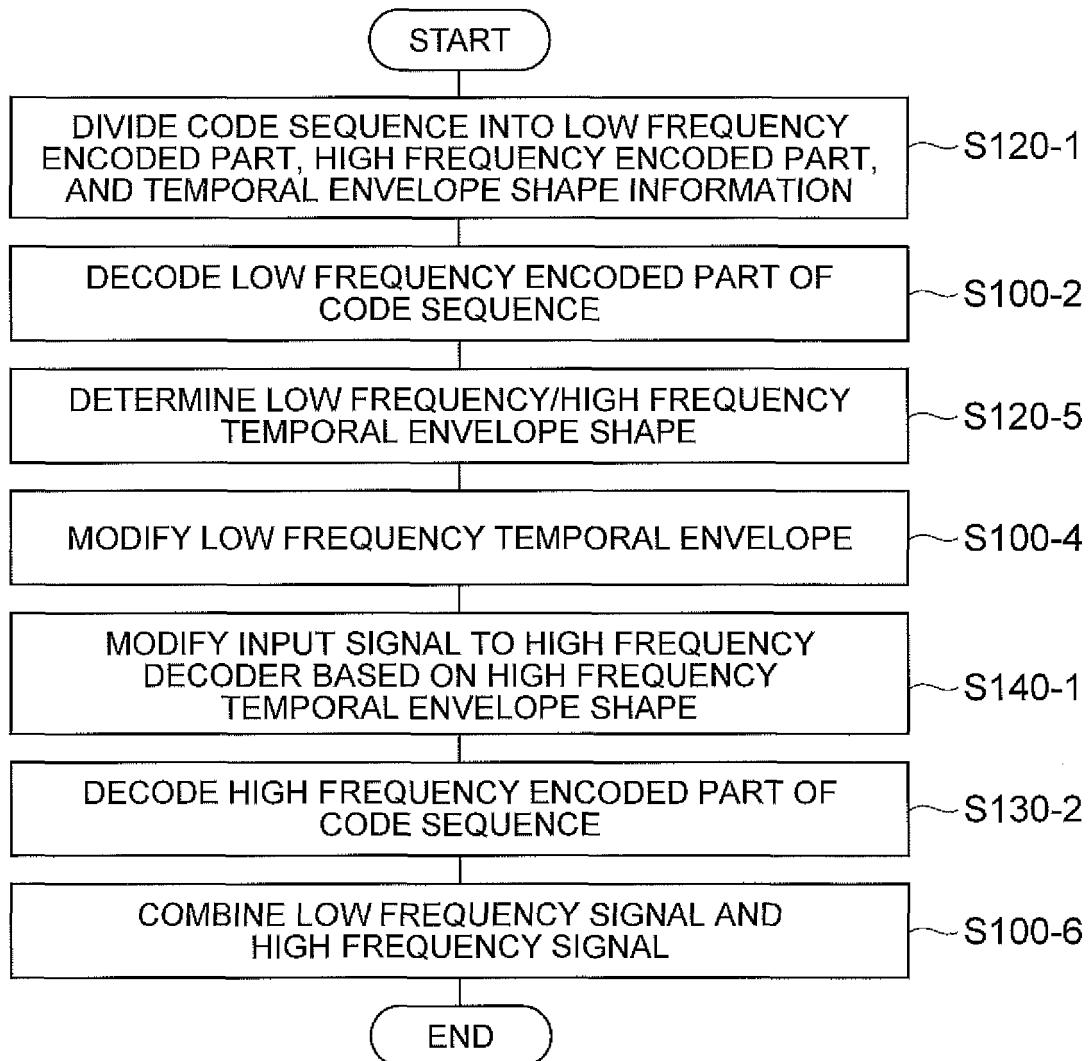 START
DIVIDE CODE SEQUENCE INTO LOW FREQUENCY
ENCODED PART, HIGH FREQUENCY ENCODED PART,
AND TEMPORAL ENVELOPE SHAPE INFORMATION
S120-1
DECODE LOW FREQUENCY ENCODED PART OF
CODE SEQUENCE
S100-2
DETERMINE LOW FREQUENCY/HIGH FREQUENCY
TEMPORAL ENVELOPE SHAPE
S120-5
MODIFY LOW FREQUENCY TEMPORAL ENVELOPE
S100-4
MODIFY INPUT SIGNAL TO HIGH FREQUENCY
DECODER BASED ON HIGH FREQUENCY
TEMPORAL ENVELOPE SHAPE
S140-1
DECODE HIGH FREQUENCY ENCODED PART OF
CODE SEQUENCE
S130-2
COMBINE LOW FREQUENCY SIGNAL AND
HIGH FREQUENCY SIGNAL
S100-6
END